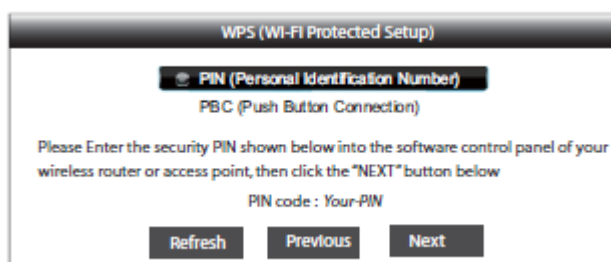 WPS (WI-FI Protected Setup)
PIN (Personal Identification Number)
PBC (Push Button Connection)
Please Enter the security PIN shown below into the software control panel of your
wireless router or access point, then click the "NEXT" button below
PIN code : Your-PIN
Refresh Previous Next